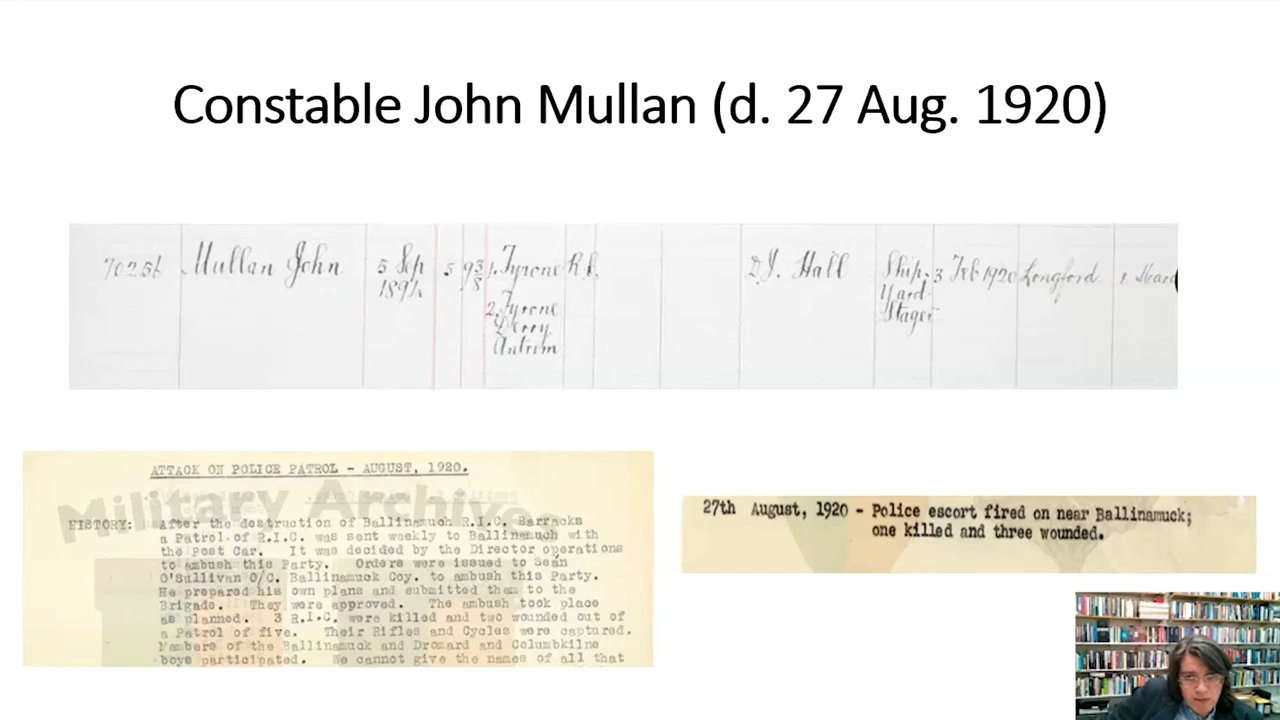 Constable John Mullan (d. 27 Aug. 1920)
70256 Mullan John 5 Sep 5 9 3/8 1. Tyrone R.C. D.J. Hall Ship- 3 Feb 1920 Longford 1.
189 2. Tyrone Yard
Derry Stager
Antrim
ATTACK ON POLICE PATROL - AUGUST, 1920.
Military Archives
HISTORY: After the destruction of Ballinamuch R.I.C. Barracks
a Patrol of R.I.C. was sent weekly to Ballinamuch with
the Post Car. It was decided by the Director operations
to ambush this Party. Orders were issued to Seán
O'Sullivan O/C. Ballinamuck Coy. to ambush this Party.
He prepared his own plans and submitted them to the
Brigade. They were approved. The ambush took place
as planned. 3 R.I.C. were killed and two wounded out of
a Patrol of five. Their Rifles and Cycles were captured.
Members of the Ballinamuck and Dromard and Columbkilne
boys participated. We cannot give the names of all that
27th August, 1920 - Police escort fired on near Ballinamuck;
one killed and three wounded.